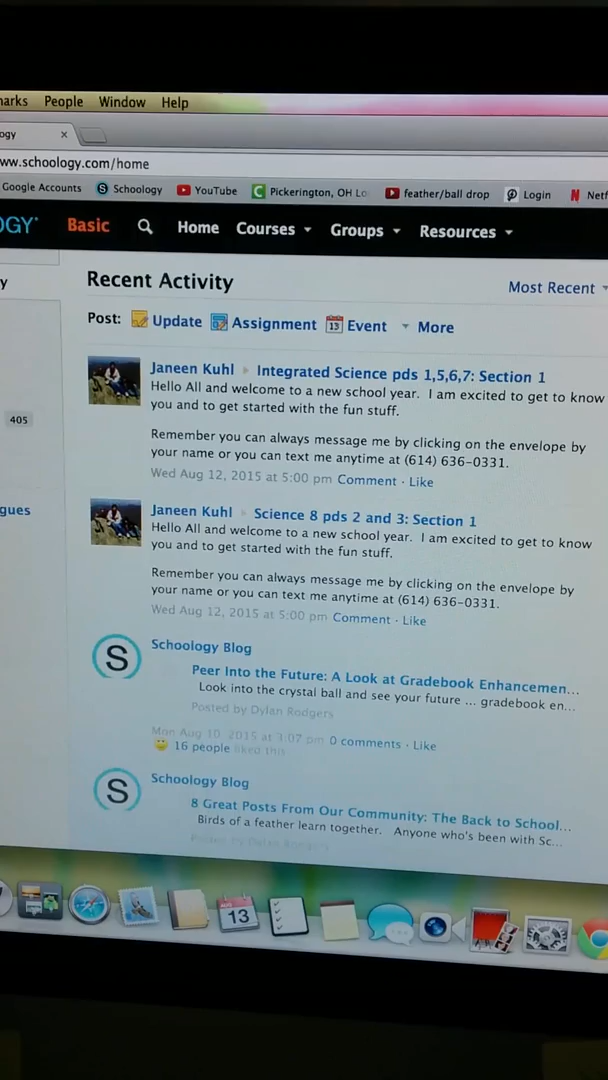 People Window Help
www.schoology.com/home
Google Accounts Schoology YouTube Pickerington, OH Lo feather/ball drop Login Netf
OGY Basic Home Courses Groups Resources
Recent Activity Most Recent
Post: Update Assignment 13 Event More
Janeen Kuhl Integrated Science pds 1,5,6,7: Section 1
Hello All and welcome to a new school year. I am excited to get to know
you and to get started with the fun stuff.
405
Remember you can always message me by clicking on the envelope by
your name or you can text me anytime at (614) 636-0331.
Wed Aug 12, 2015 at 5:00 pm Comment · Like
gues
Janeen Kuhl Science 8 pds 2 and 3: Section 1
Hello All and welcome to a new school year. I am excited to get to know
you and to get started with the fun stuff.
Remember you can always message me by clicking on the envelope by
your name or you can text me anytime at (614) 636-0331.
Wed Aug 12, 2015 at 5:00 pm Comment · Like
S Schoology Blog
Peer Into the Future: A Look at Gradebook Enhancemen...
Look into the crystal ball and see your future ... gradebook en...
Posted by Dylan Rodgers
Mon Aug 10, 2015 at 3:07 pm 0 comments · Like
16 people liked this
S Schoology Blog
8 Great Posts From Our Community: The Back to School...
Birds of a feather learn together. Anyone who's been with Sc...
Posted by Dylan Rodgers
AUG
13